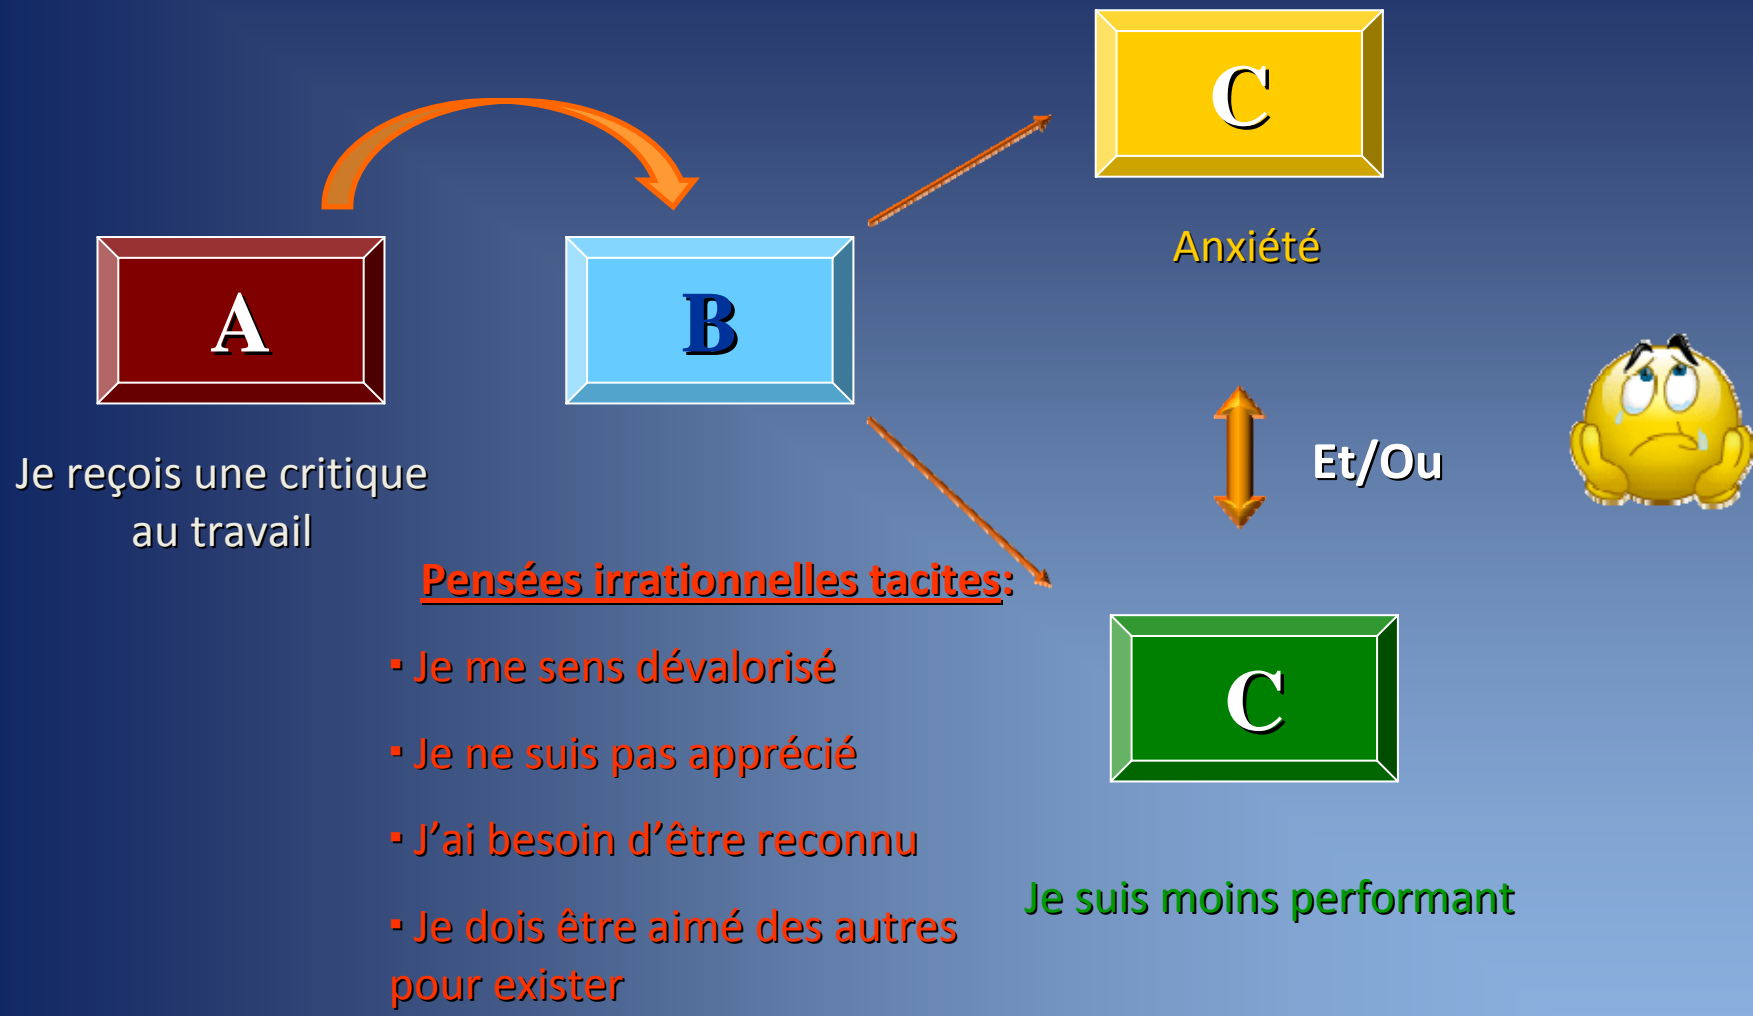 A
Je reçois une critique
au travail
B
Pensées irrationnelles tacites:
▪ Je me sens dévalorisé
▪ Je ne suis pas apprécié
▪ J’ai besoin d’être reconnu
▪ Je dois être aimé des autres
pour exister
C
Anxiété
Et/Ou
C
Je suis moins performant